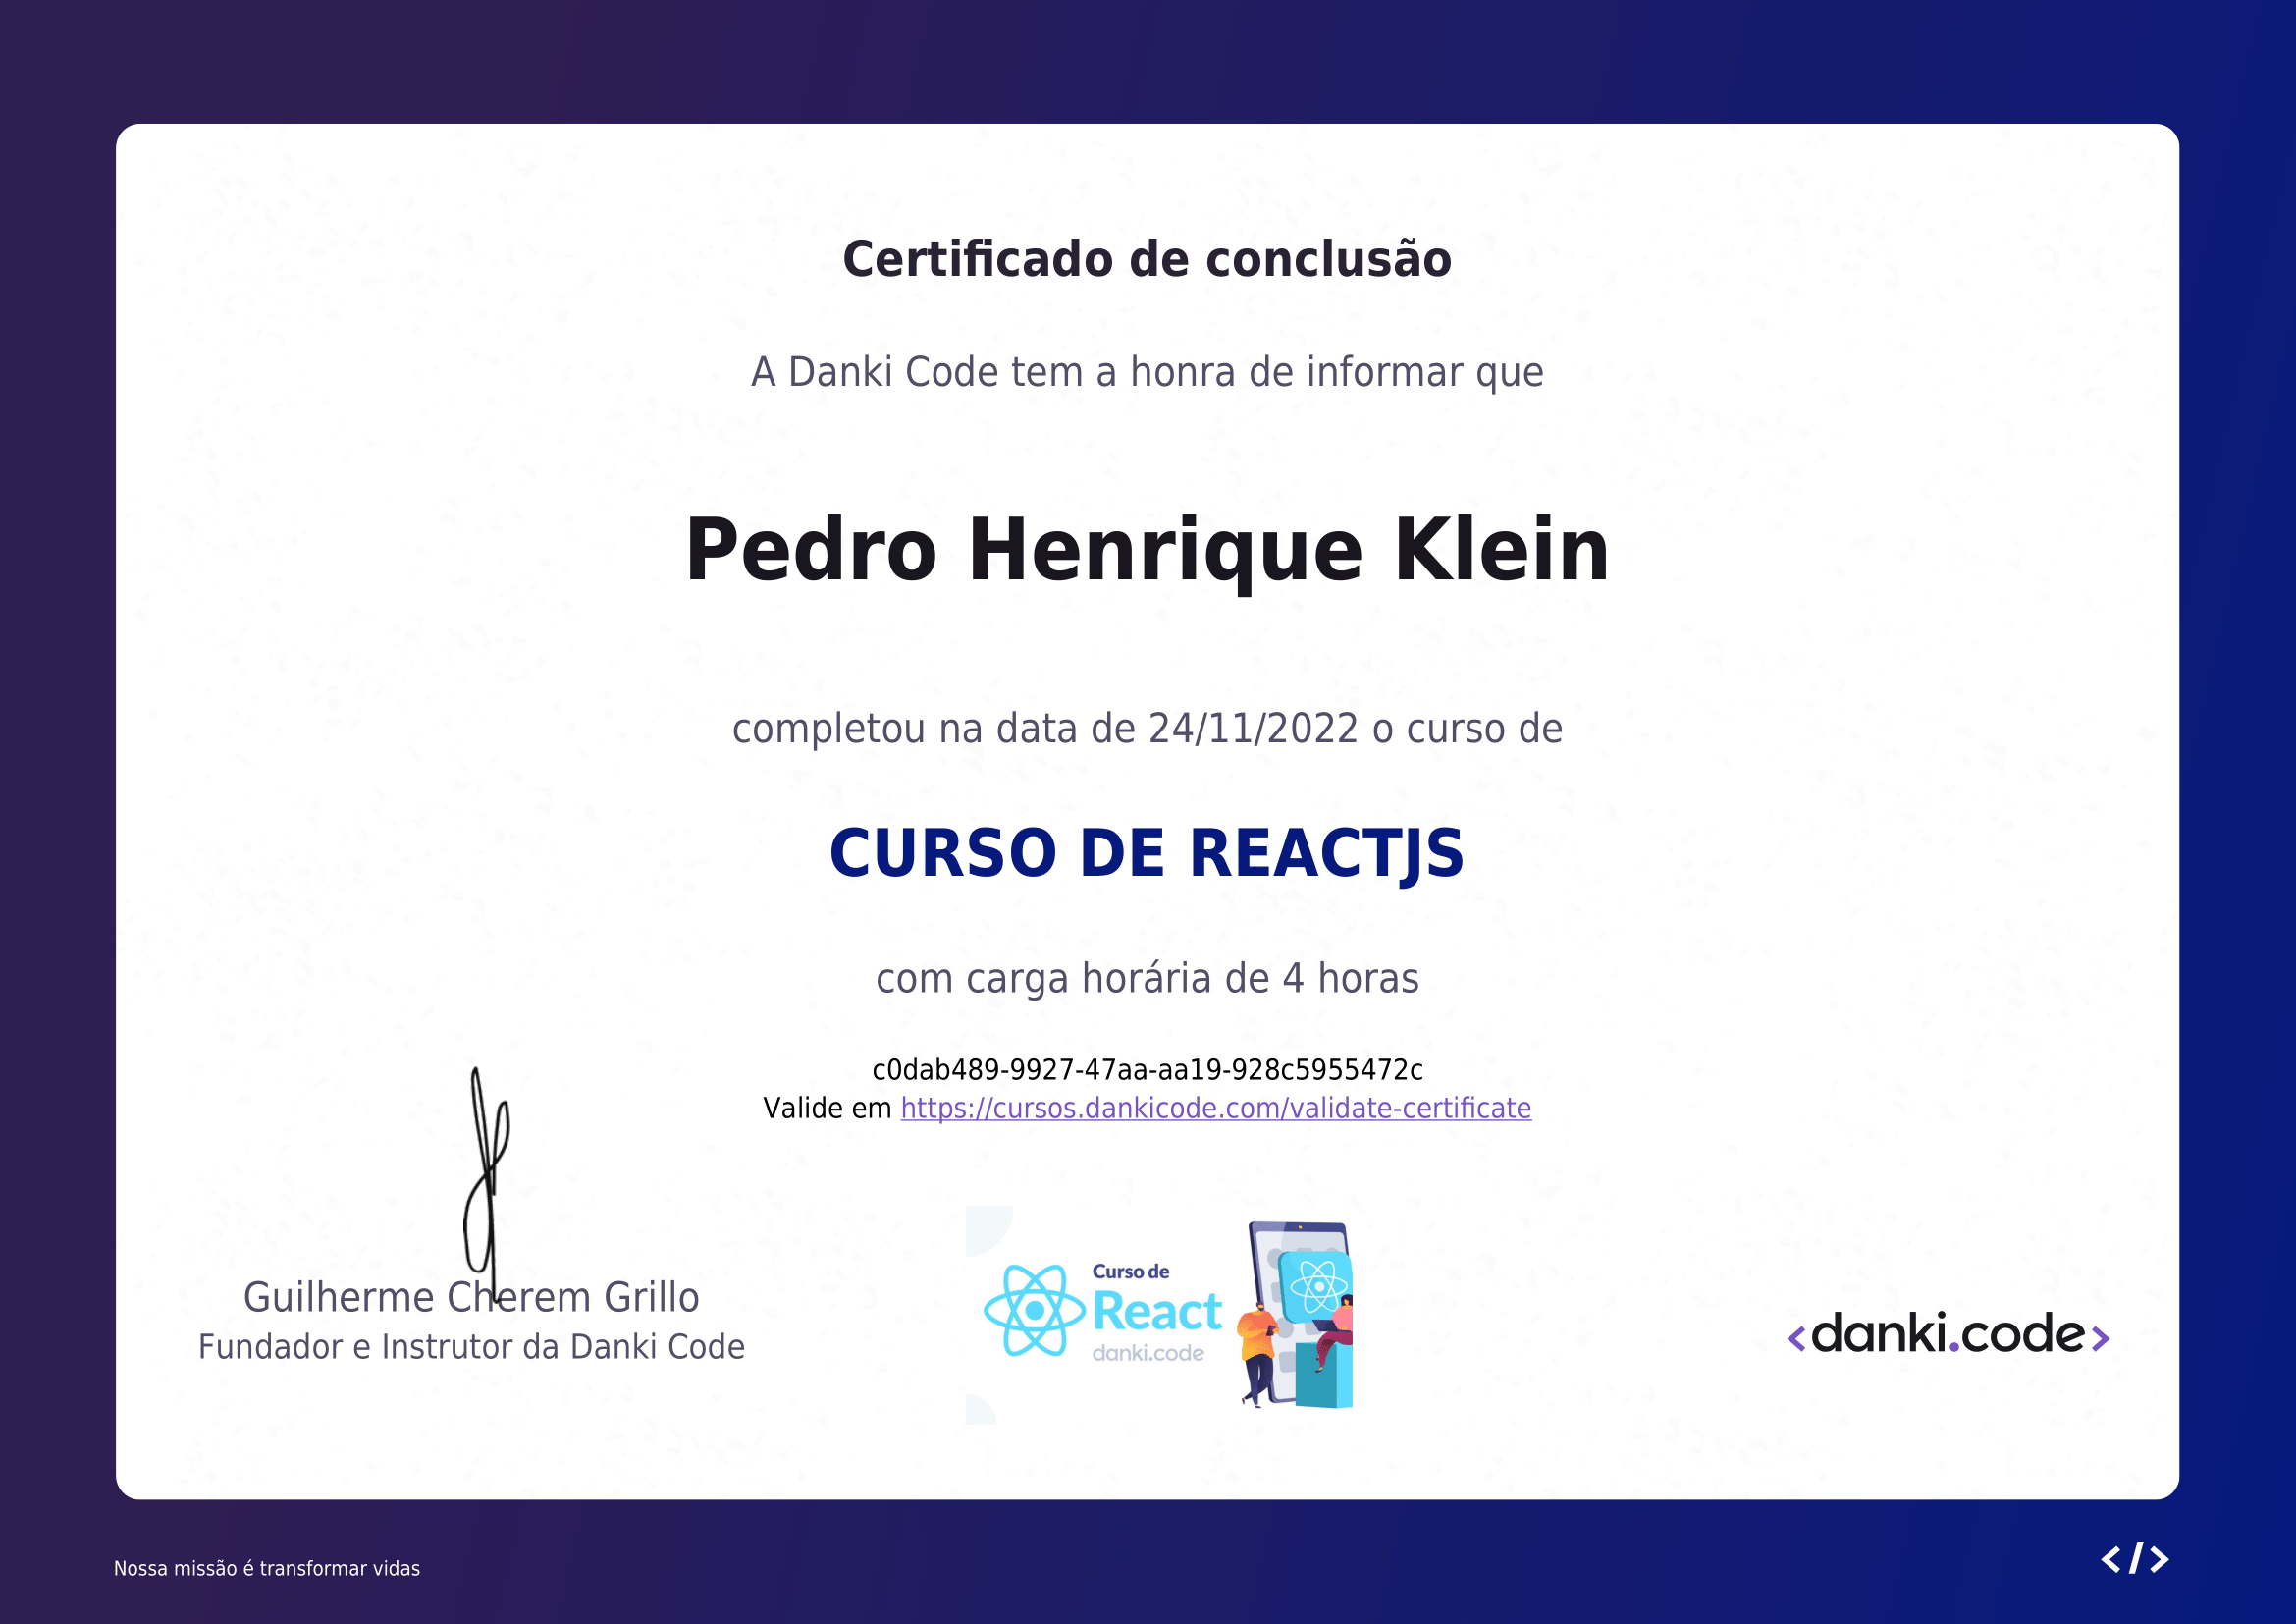 Certificado de conclusão
A Danki Code tem a honra de informar que
Pedro Henrique Klein
completou na data de 24/11/2022 o curso de
CURSO DE REACTJS
com carga horária de 4 horas
c0dab489-9927-47aa-aa19-928c5955472c
Valide em https://cursos.dankicode.com/validate-certificate
Guilherme Cherem Grillo
Fundador e Instrutor da Danki Code
Curso de
React
danki.code
<danki.code>
Nossa missão é transformar vidas
</>